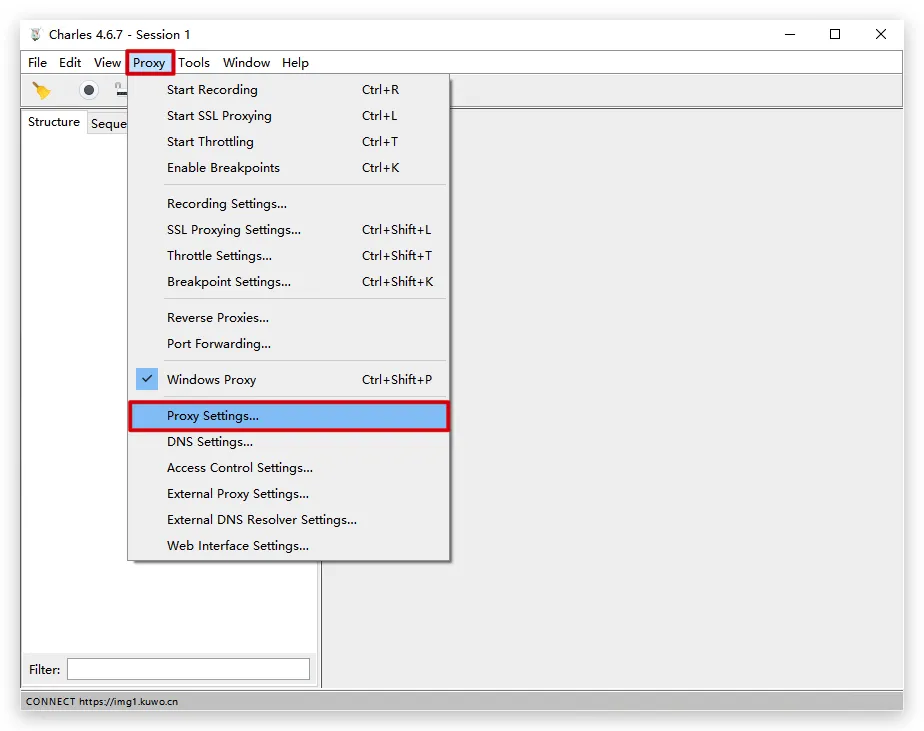 Charles 4.6.7 - Session 1
File Edit View Proxy Tools Window Help
Structure Seque
Start Recording Ctrl+R
Start SSL Proxying Ctrl+L
Start Throttling Ctrl+T
Enable Breakpoints Ctrl+K
Recording Settings...
SSL Proxying Settings... Ctrl+Shift+L
Throttle Settings... Ctrl+Shift+T
Breakpoint Settings... Ctrl+Shift+K
Reverse Proxies...
Port Forwarding...
Windows Proxy Ctrl+Shift+P
Proxy Settings...
DNS Settings...
Access Control Settings...
External Proxy Settings...
External DNS Resolver Settings...
Web Interface Settings...
Filter:
CONNECT https://img1.kuwo.cn